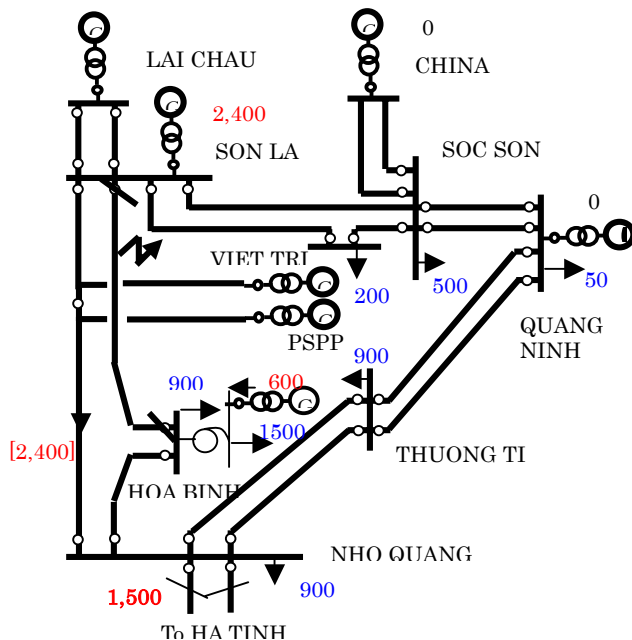 0
LAI CHAU
CHINA
2,400
SON LA
SOC SON
0
VIET TRI
200
500
50
PSPP
QUANG
NINH
900
900
600
1500
[2,400]
THUONG TI
HOA BINH
NHO QUANG
1,500
900
To HA TINH